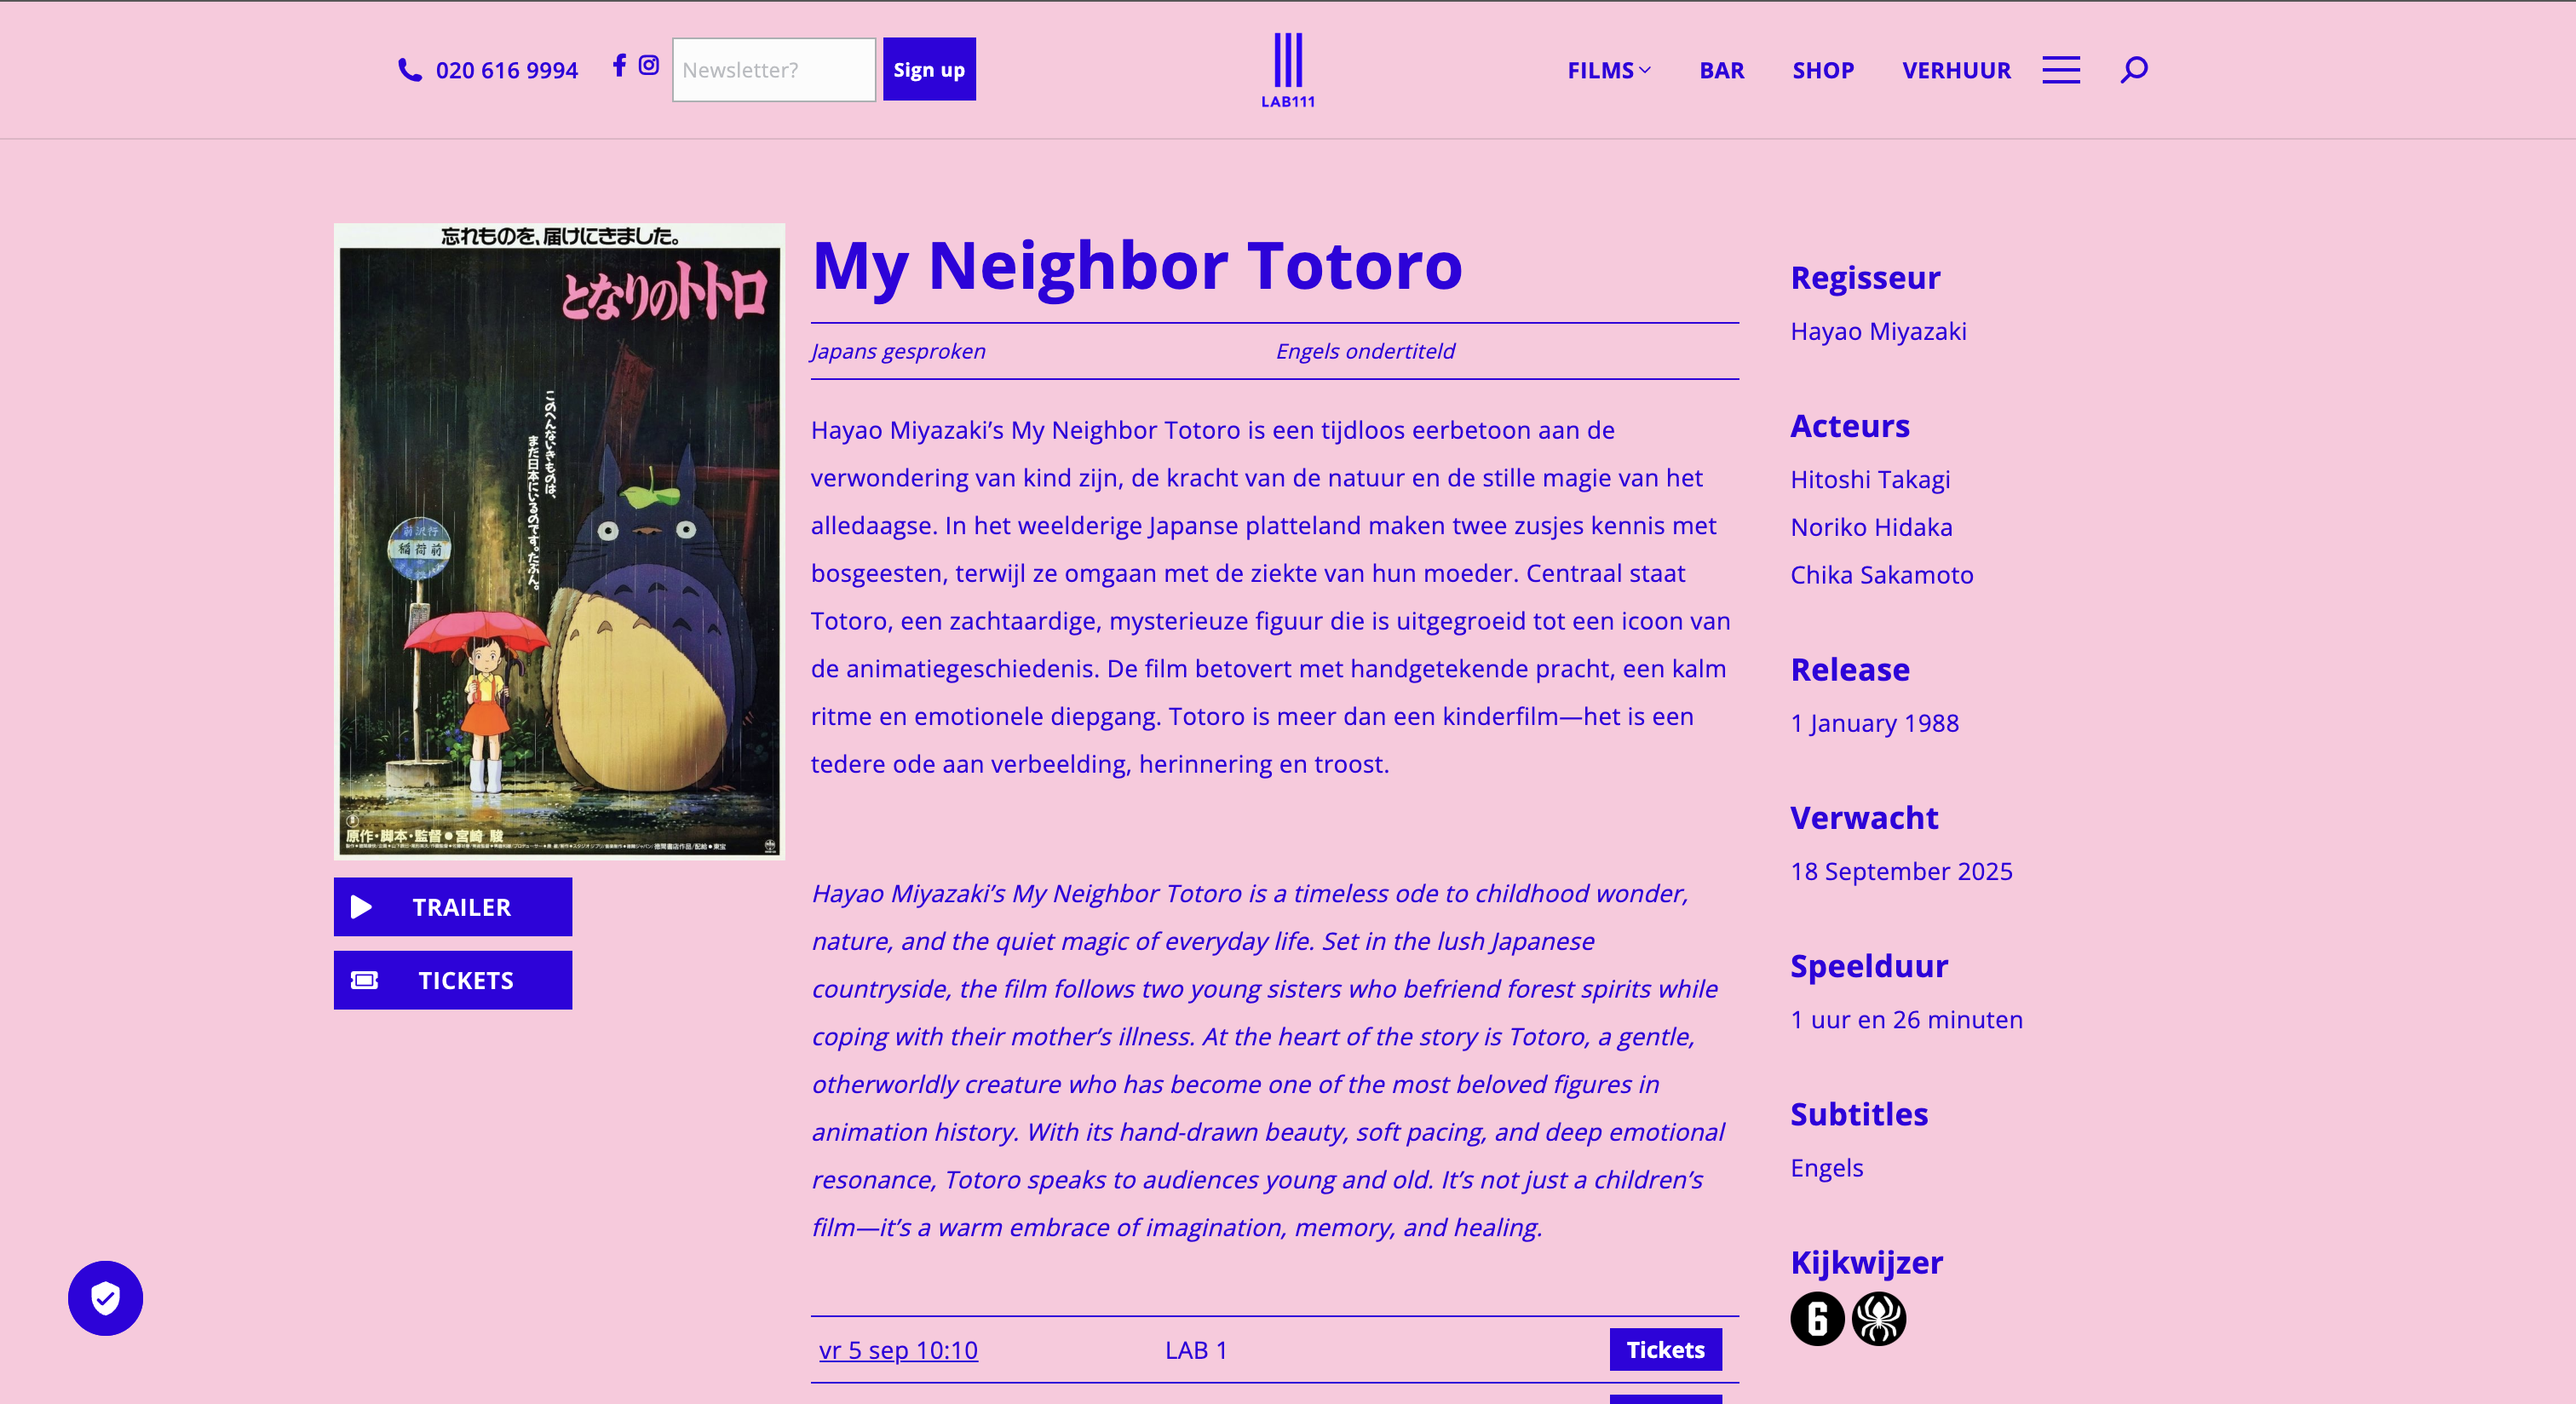 020 616 9994
Newsletter?
Sign up
LAB111
FILMS
BAR
SHOP
VERHUUR
忘れものを、届けにきました。
となりのトトロ
このへんないきものは、
まだ日本にいるのです。たぶん。
前沢行
稲荷前
原作・脚本・監督●宮崎 駿
TRAILER
TICKETS
My Neighbor Totoro
Japans gesproken
Engels ondertiteld
Hayao Miyazaki’s My Neighbor Totoro is een tijdloos eerbetoon aan de
verwondering van kind zijn, de kracht van de natuur en de stille magie van het
alledaagse. In het weelderige Japanse platteland maken twee zusjes kennis met
bosgeesten, terwijl ze omgaan met de ziekte van hun moeder. Centraal staat
Totoro, een zachtaardige, mysterieuze figuur die is uitgegroeid tot een icoon van
de animatiegeschiedenis. De film betovert met handgetekende pracht, een kalm
ritme en emotionele diepgang. Totoro is meer dan een kinderfilm—het is een
tedere ode aan verbeelding, herinnering en troost.
Hayao Miyazaki’s My Neighbor Totoro is a timeless ode to childhood wonder,
nature, and the quiet magic of everyday life. Set in the lush Japanese
countryside, the film follows two young sisters who befriend forest spirits while
coping with their mother’s illness. At the heart of the story is Totoro, a gentle,
otherworldly creature who has become one of the most beloved figures in
animation history. With its hand-drawn beauty, soft pacing, and deep emotional
resonance, Totoro speaks to audiences young and old. It’s not just a children’s
film—it’s a warm embrace of imagination, memory, and healing.
vr 5 sep 10:10
LAB 1
Tickets
Regisseur
Hayao Miyazaki
Acteurs
Hitoshi Takagi
Noriko Hidaka
Chika Sakamoto
Release
1 January 1988
Verwacht
18 September 2025
Speelduur
1 uur en 26 minuten
Subtitles
Engels
Kijkwijzer
6